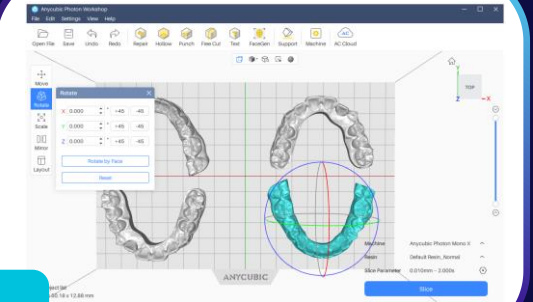 Anycubic Photon Workshop
File Edit Settings View Help
Open File Save Undo Redo Repair Hollow Punch Free Cut Text FaceGen Support Machine AC Cloud
Move
Rotate
Scale
Mirror
Layout
Rotate
X 0.000 ° +45 -45
Y 0.000 ° +45 -45
Z 0.000 ° +45 -45
Rotate by Face
Reset
Y
TOP
Z
X
ANYCUBIC
Machine Anycubic Photon Mono X
Resin Default Resin, Normal
Slice Parameter 0.010mm - 2.000s
Slice